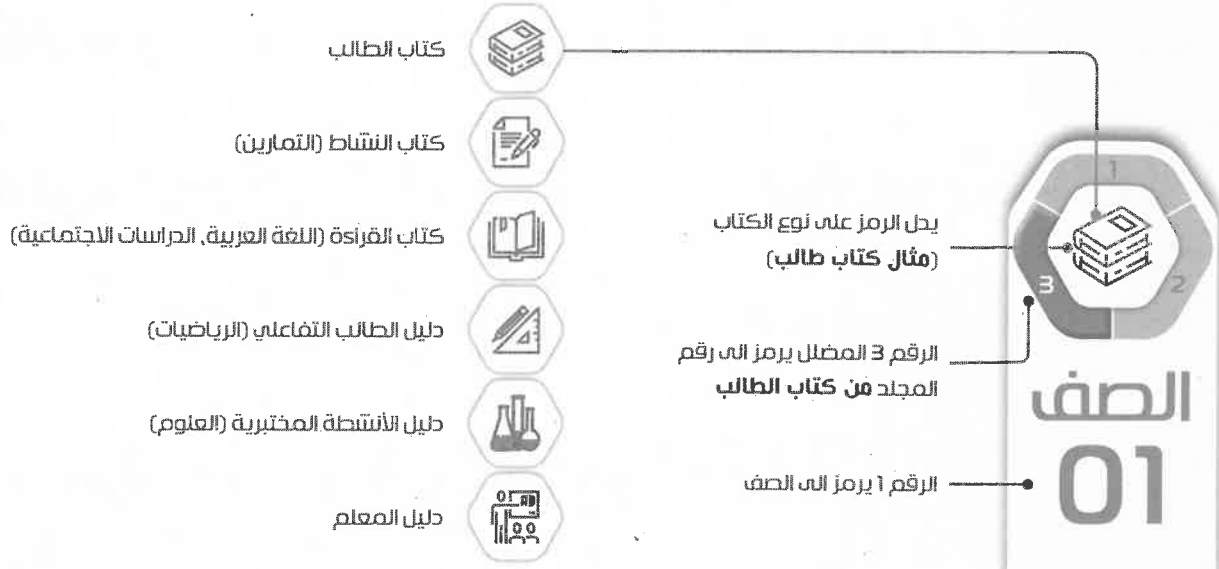 1
2
3
الصف
01
يدل الرمز على نوع الكتاب
(مثال كتاب طالب)
الرقم 3 المضلل يرمز الى رقم
المجلد من كتاب الطالب
الرقم 1 يرمز الى الصف
كتاب الطالب
كتاب النشاط (التمارين)
كتاب القراءة (اللغة العربية, الدراسات الاجتماعية)
دليل الطالب التفاعلي (الرياضيات)
دليل الأنشطة المختبرية (العلوم)
دليل المعلم